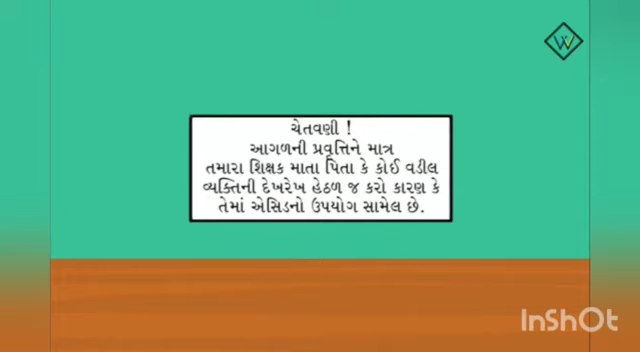 ચેતવણી !
આગળની પ્રવૃત્તિને માત્ર
તમારા શિક્ષક માતા પિતા કે કોઈ વડીલ
વ્યક્તિની દેખરેખ હેઠળ જ કરો કારણ કે
તેમાં એસિડનો ઉપયોગ સામેલ છે.
InShOt